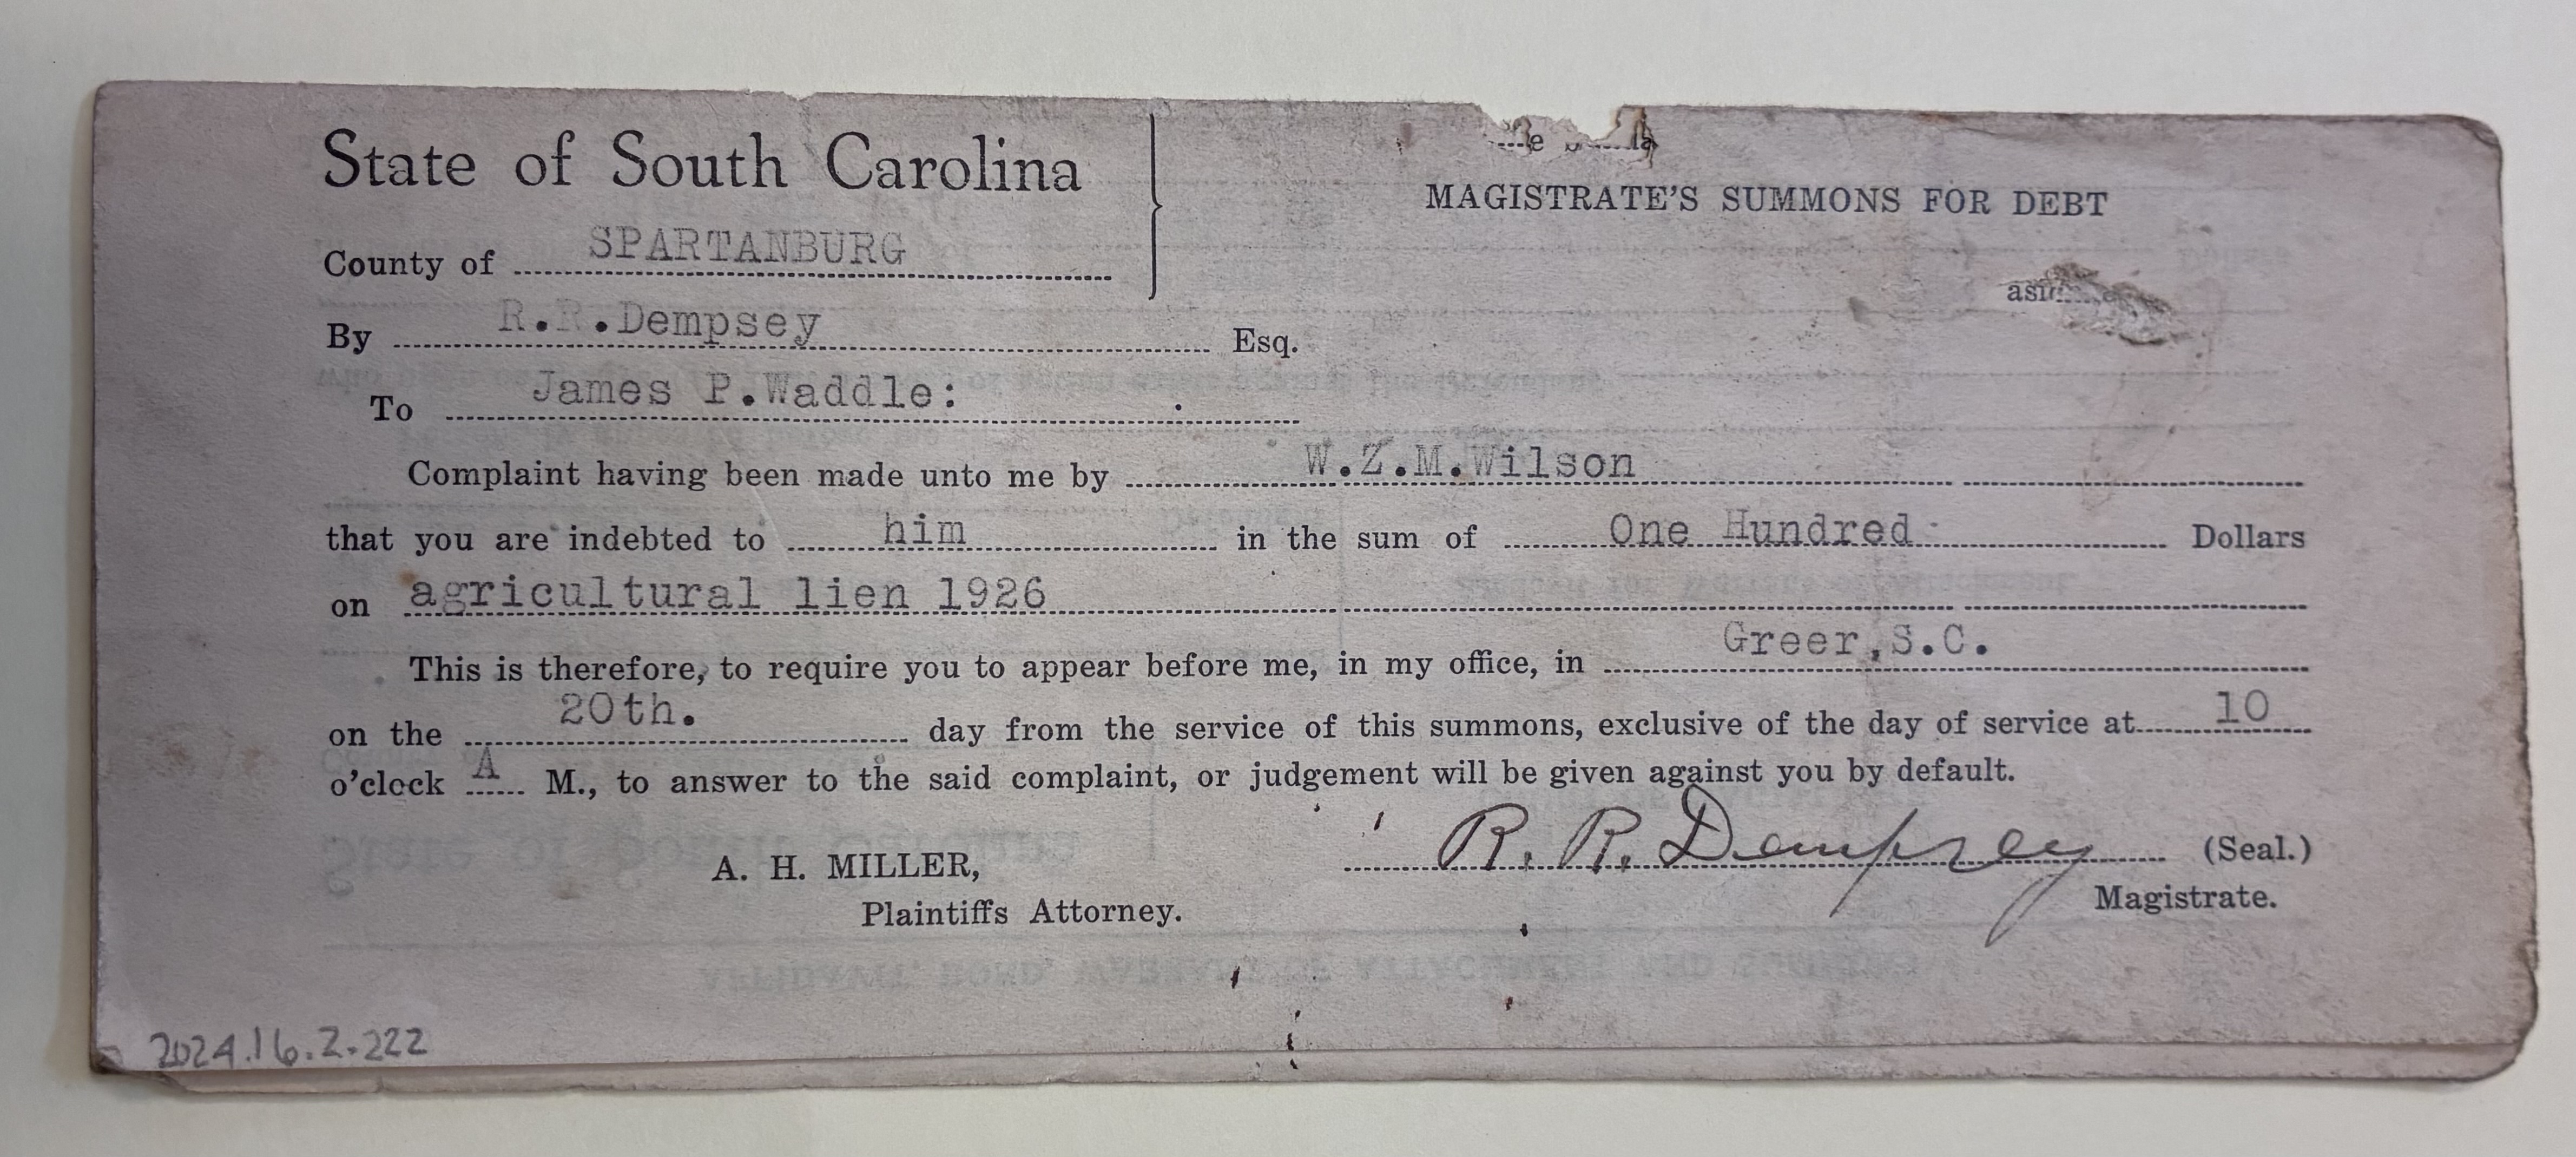 State of South Carolina
MAGISTRATE'S SUMMONS FOR DEBT
County of SPARTANBURG
By R.R.Dempsey Esq.
To James P.Waddle:
Complaint having been made unto me by W.Z.M.Wilson
that you are indebted to him in the sum of One Hundred Dollars
on agricultural lien 1926
This is therefore, to require you to appear before me, in my office, in Greer,S.C.
on the 20th. day from the service of this summons, exclusive of the day of service at 10
o'clock A M., to answer to the said complaint, or judgement will be given against you by default.
R. R. Dempsey (Seal.)
Magistrate.
A. H. MILLER,
Plaintiffs Attorney.
2024.16.2.222